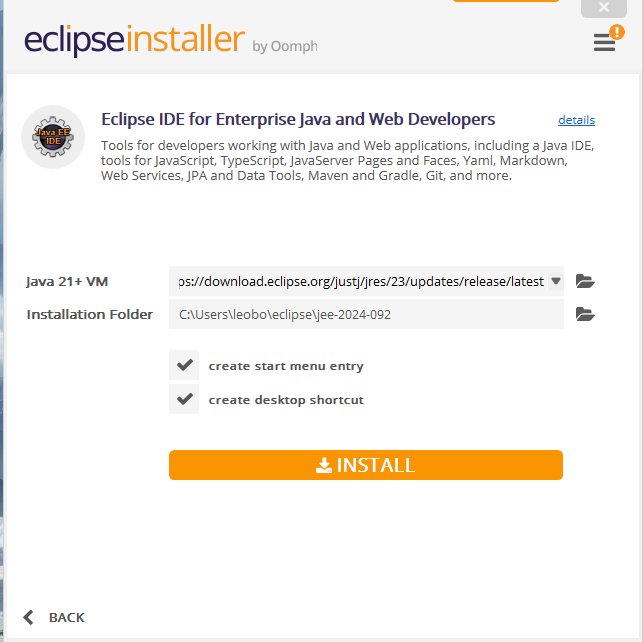 eclipseinstaller by Oomph
!
Java EE
IDE
Eclipse IDE for Enterprise Java and Web Developers
details
Tools for developers working with Java and Web applications, including a Java IDE,
tools for JavaScript, TypeScript, JavaServer Pages and Faces, Yaml, Markdown,
Web Services, JPA and Data Tools, Maven and Gradle, Git, and more.
Java 21+ VM
ps://download.eclipse.org/justj/jres/23/updates/release/latest
Installation Folder
C:\Users\leobo\eclipse\jee-2024-092
create start menu entry
create desktop shortcut
INSTALL
BACK